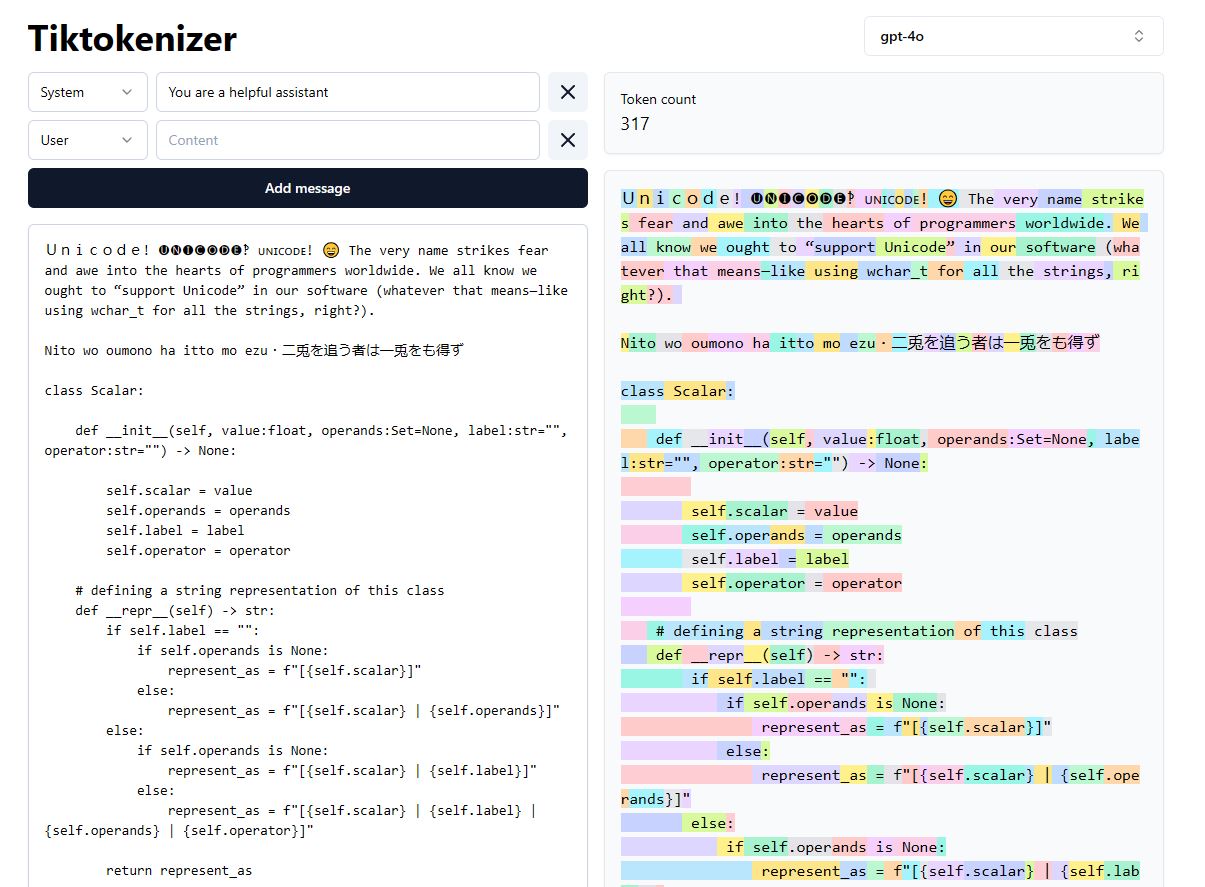 Tiktokenizer
gpt-4o
System
You are a helpful assistant
User
Content
Add message
Token count
317
Ｕｎｉｃｏｄｅ! 🅤🅝🅘🅒🅞🅓🅔‽ ᴜɴɪᴄᴏᴅᴇ! 😄 The very name strikes fear
and awe into the hearts of programmers worldwide. We all know we
ought to “support Unicode” in our software (whatever that means—like
using wchar_t for all the strings, right?).
Nito wo oumono ha itto mo ezu・二兎を追う者は一兎をも得ず
class Scalar:
    def __init__(self, value:float, operands:Set=None, label:str="",
operator:str="") -> None:
        self.scalar = value
        self.operands = operands
        self.label = label
        self.operator = operator
    # defining a string representation of this class
    def __repr__(self) -> str:
        if self.label == "":
            if self.operands is None:
                represent_as = f"[{self.scalar}]"
            else:
                represent_as = f"[{self.scalar} | {self.operands}]"
        else:
            if self.operands is None:
                represent_as = f"[{self.scalar} | {self.label}]"
            else:
                represent_as = f"[{self.scalar} | {self.label} |
{self.operands} | {self.operator}]"
        return represent_as
Ｕｎｉｃｏｄｅ! 🅤🅝🅘🅒🅞🅓🅔‽ ᴜɴɪᴄᴏᴅᴇ! 😄 The very name strike
s fear and awe into the hearts of programmers worldwide. We
all know we ought to “support Unicode” in our software (wha
tever that means—like using wchar_t for all the strings, ri
ght?).
Nito wo oumono ha itto mo ezu・二兎を追う者は一兎をも得ず
class Scalar:
    def __init__(self, value:float, operands:Set=None, labe
l:str="", operator:str="") -> None:
        self.scalar = value
        self.operands = operands
        self.label = label
        self.operator = operator
    # defining a string representation of this class
    def __repr__(self) -> str:
        if self.label == "":
            if self.operands is None:
                represent_as = f"[{self.scalar}]"
            else:
                represent_as = f"[{self.scalar} | {self.ope
rands}]"
        else:
            if self.operands is None:
                represent_as = f"[{self.scalar} | {self.lab